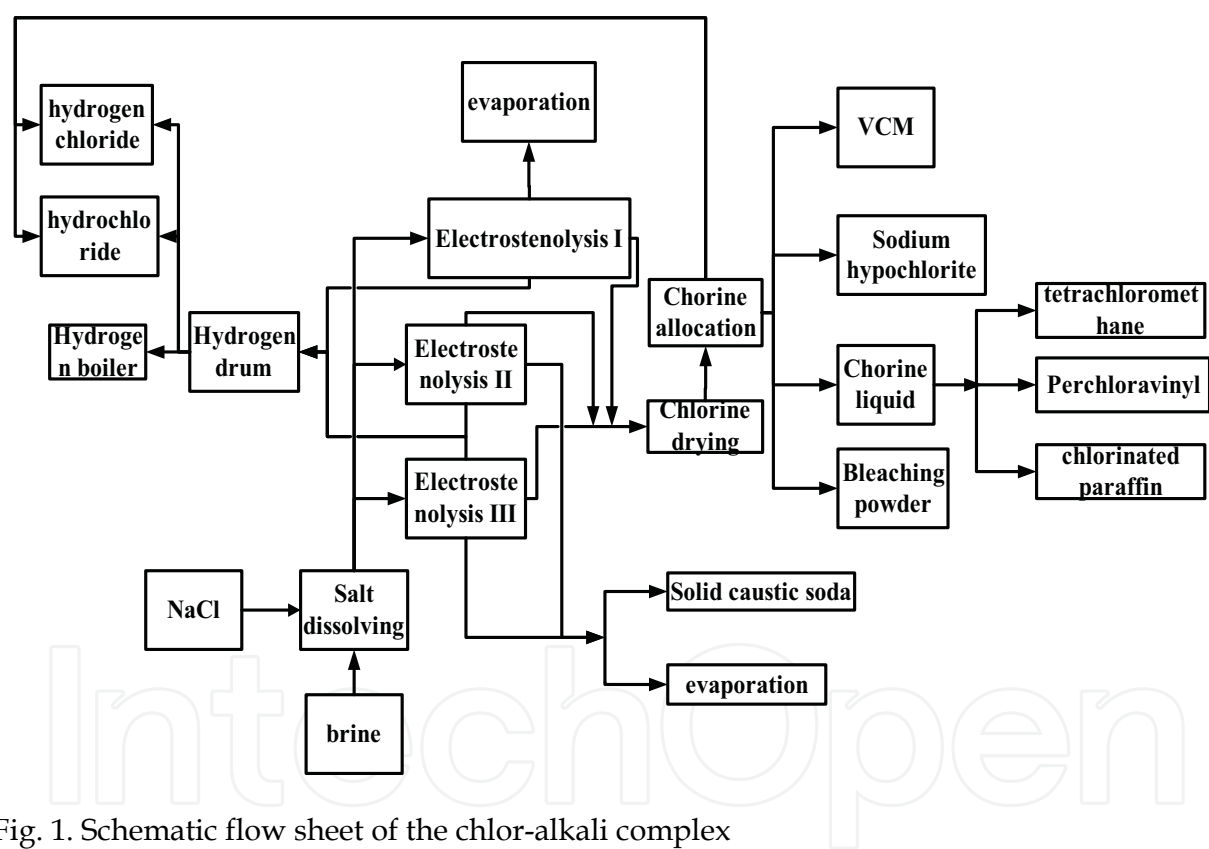 hydrogen
chloride
evaporation
VCM
hydrochlo
ride
Electrostenolysis I
Sodium
hypochlorite
Hydroge
n boiler
Hydrogen
drum
Electroste
nolysis II
Chorine
allocation
tetrachloromet
hane
Chorine
liquid
Perchloravinyl
Chlorine
drying
Electroste
nolysis III
Bleaching
powder
chlorinated
paraffin
NaCl
Salt
dissolving
Solid caustic soda
evaporation
brine
IntechOpen
Fig. 1. Schematic flow sheet of the chlor-alkali complex